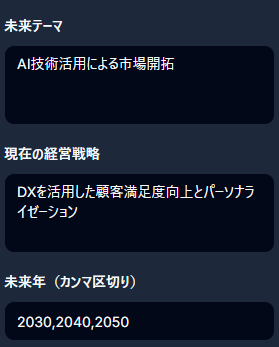 未来テーマ
AI技術活用による市場開拓
現在の経営戦略
DXを活用した顧客満足度向上とパーソナラ
イゼーション
未来年（カンマ区切り）
2030,2040,2050